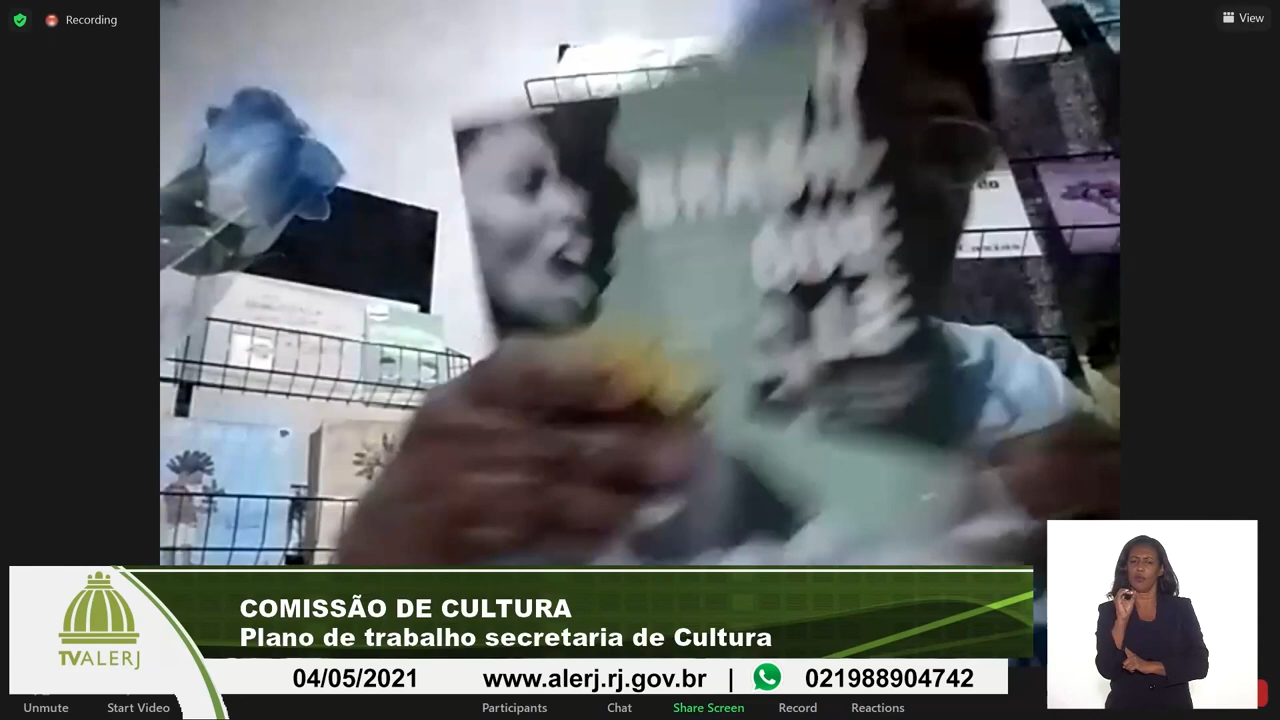 Recording
View
COMISSÃO DE CULTURA
Plano de trabalho secretaria de Cultura
TVALERJ
04/05/2021 www.alerj.rj.gov.br | 021988904742
Unmute Start Video Participants Chat Share Screen Record Reactions